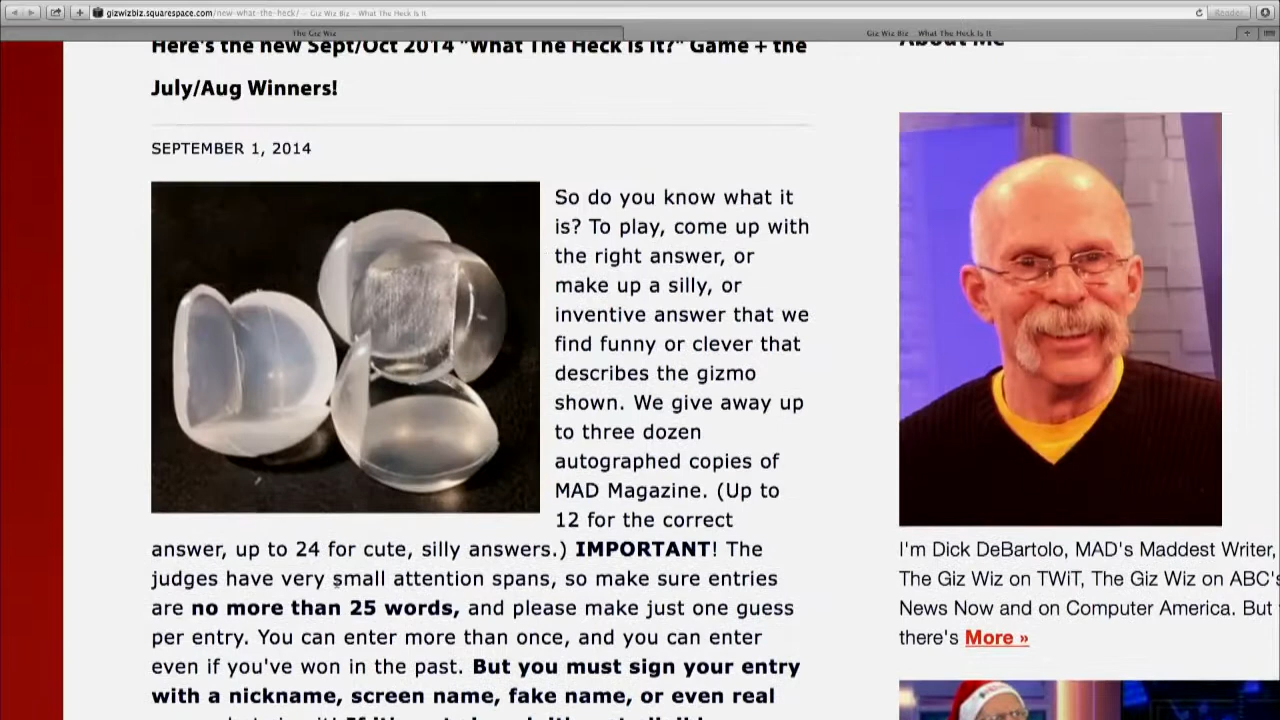 gizwizbiz.squarespace.com/new-what-the-heck/ — Giz Wiz Biz – What The Heck Is It
Reader
The Giz Wiz
Giz Wiz Biz – What The Heck Is It
Here's the new Sept/Oct 2014 "What The Heck Is It?" Game + the
July/Aug Winners!
SEPTEMBER 1, 2014
So do you know what it
is? To play, come up with
the right answer, or
make up a silly, or
inventive answer that we
find funny or clever that
describes the gizmo
shown. We give away up
to three dozen
autographed copies of
MAD Magazine. (Up to
12 for the correct
answer, up to 24 for cute, silly answers.) IMPORTANT! The
judges have very small attention spans, so make sure entries
are no more than 25 words, and please make just one guess
per entry. You can enter more than once, and you can enter
even if you've won in the past. But you must sign your entry
with a nickname, screen name, fake name, or even real
About Me
I'm Dick DeBartolo, MAD's Maddest Writer,
The Giz Wiz on TWiT, The Giz Wiz on ABC's
News Now and on Computer America. But
there's More »